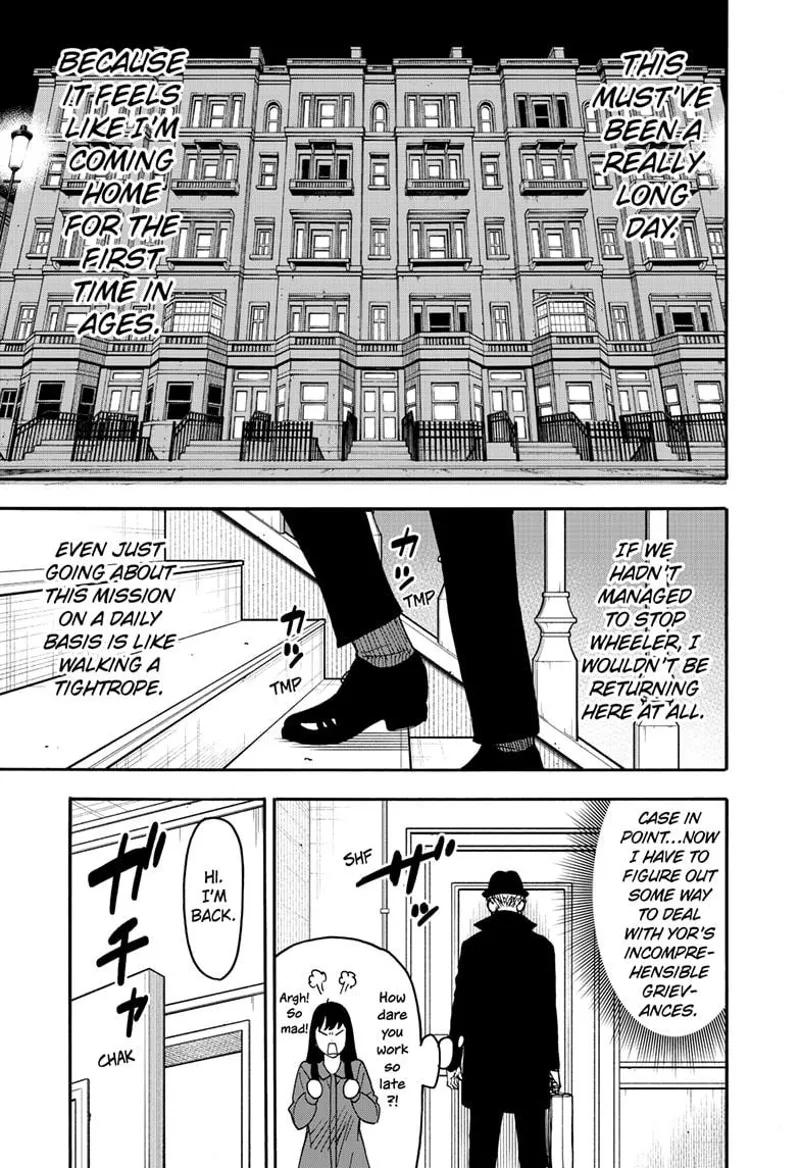 THIS
MUST'VE
BEEN A
REALLY
LONG
DAY.
BECAUSE
IT FEELS
LIKE I'M
COMING
HOME
FOR THE
FIRST
TIME IN
AGES.
IF WE
HADN'T
MANAGED
TO STOP
WHEELER, I
WOULDN'T BE
RETURNING
HERE AT ALL.
カッ
TMP
カッ
TMP
EVEN JUST
GOING ABOUT
THIS MISSION
ON A DAILY
BASIS IS LIKE
WALKING A
TIGHTROPE.
CASE IN
POINT...NOW
I HAVE TO
FIGURE OUT
SOME WAY
TO DEAL
WITH YOR'S
INCOMPRE-
HENSIBLE
GRIEV-
ANCES.
ザッ
SHF
How
dare
you
work
so
late
?!
Argh!
So
mad!
HI.
I'M
BACK.
ガチャ
CHAK